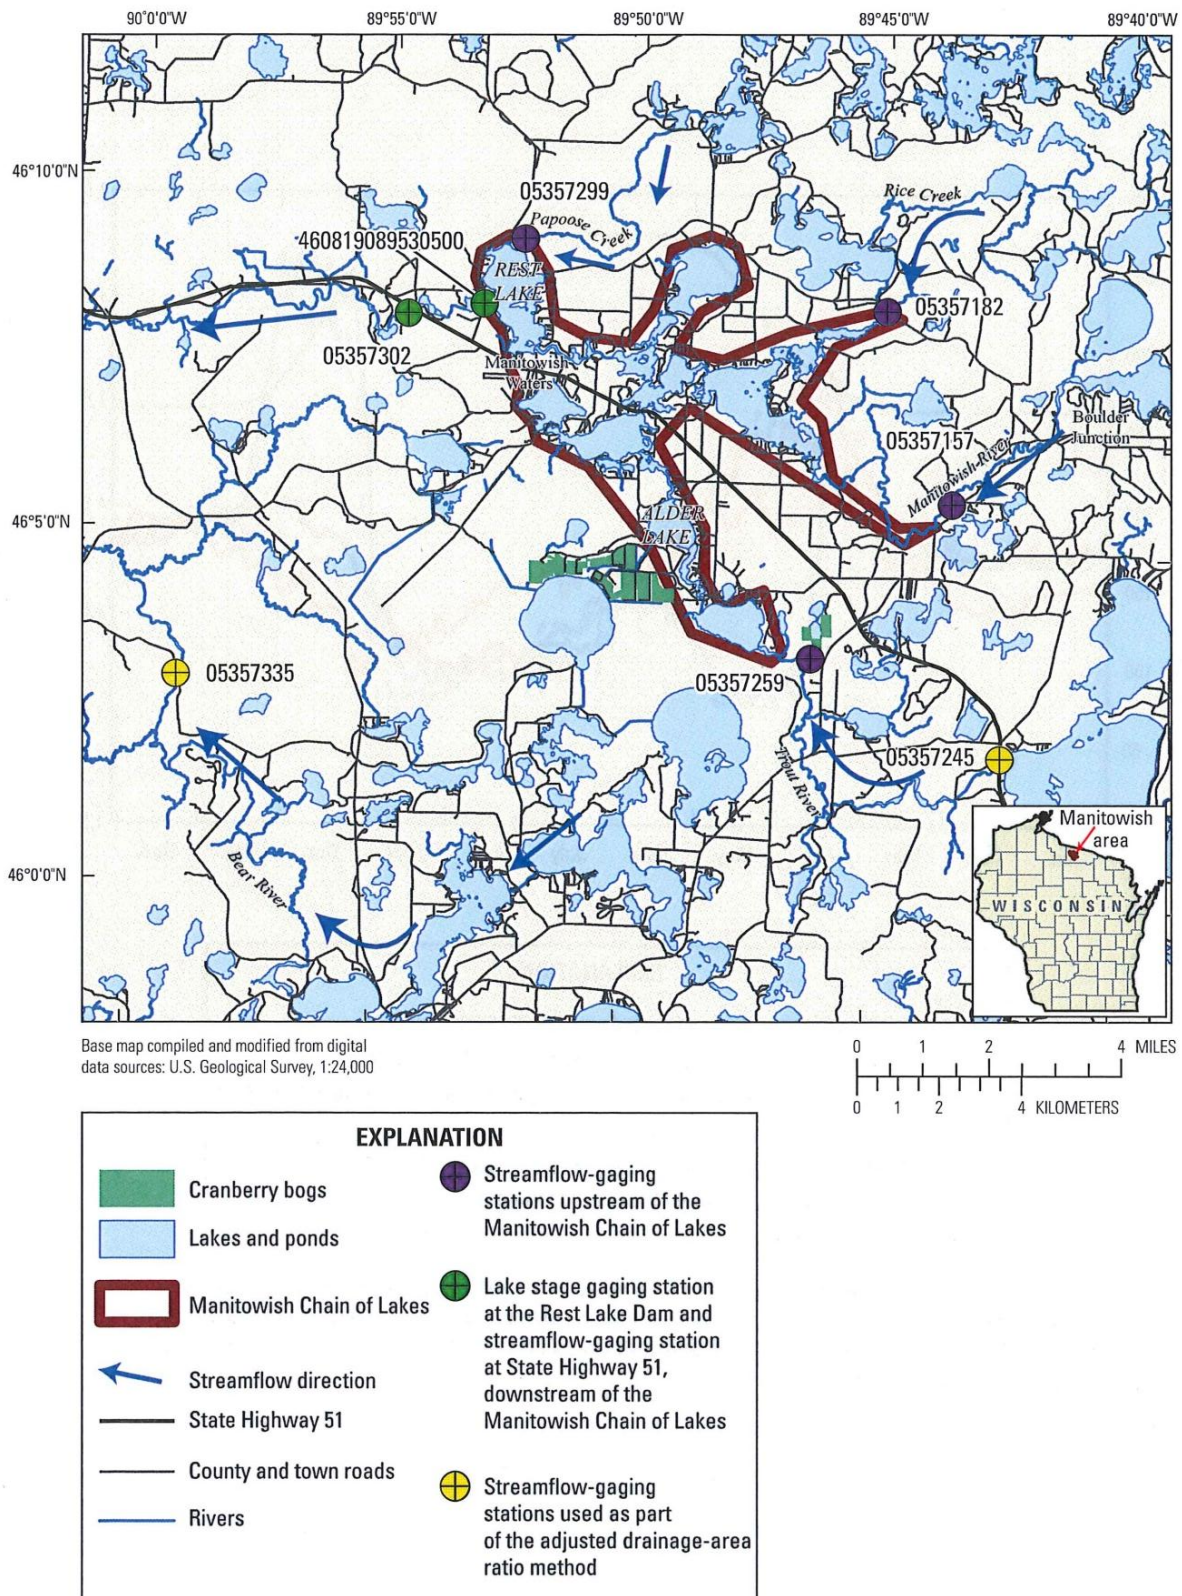 90°0'0"W
89°55'0"W
89°50'0"W
89°45'0"W
89°40'0"W
46°10'0"N
05357299
Papoose Creek
Rice Creek
460819089530500
REST
LAKE
05357182
05357302
Manitowish
Waters
Boulder
Junction
05357157
Manitowish River
46°5'0"N
ALDER
LAKE
05357335
05357259
05357245
Trout River
Bear River
46°0'0"N
Manitowish
area
WISCONSIN
Base map compiled and modified from digital
data sources: U.S. Geological Survey, 1:24,000
0 1 2 4 MILES
0 1 2 4 KILOMETERS
EXPLANATION
Cranberry bogs
Lakes and ponds
Manitowish Chain of Lakes
Streamflow direction
State Highway 51
County and town roads
Rivers
Streamflow-gaging
stations upstream of the
Manitowish Chain of Lakes
Lake stage gaging station
at the Rest Lake Dam and
streamflow-gaging station
at State Highway 51,
downstream of the
Manitowish Chain of Lakes
Streamflow-gaging
stations used as part
of the adjusted drainage-area
ratio method